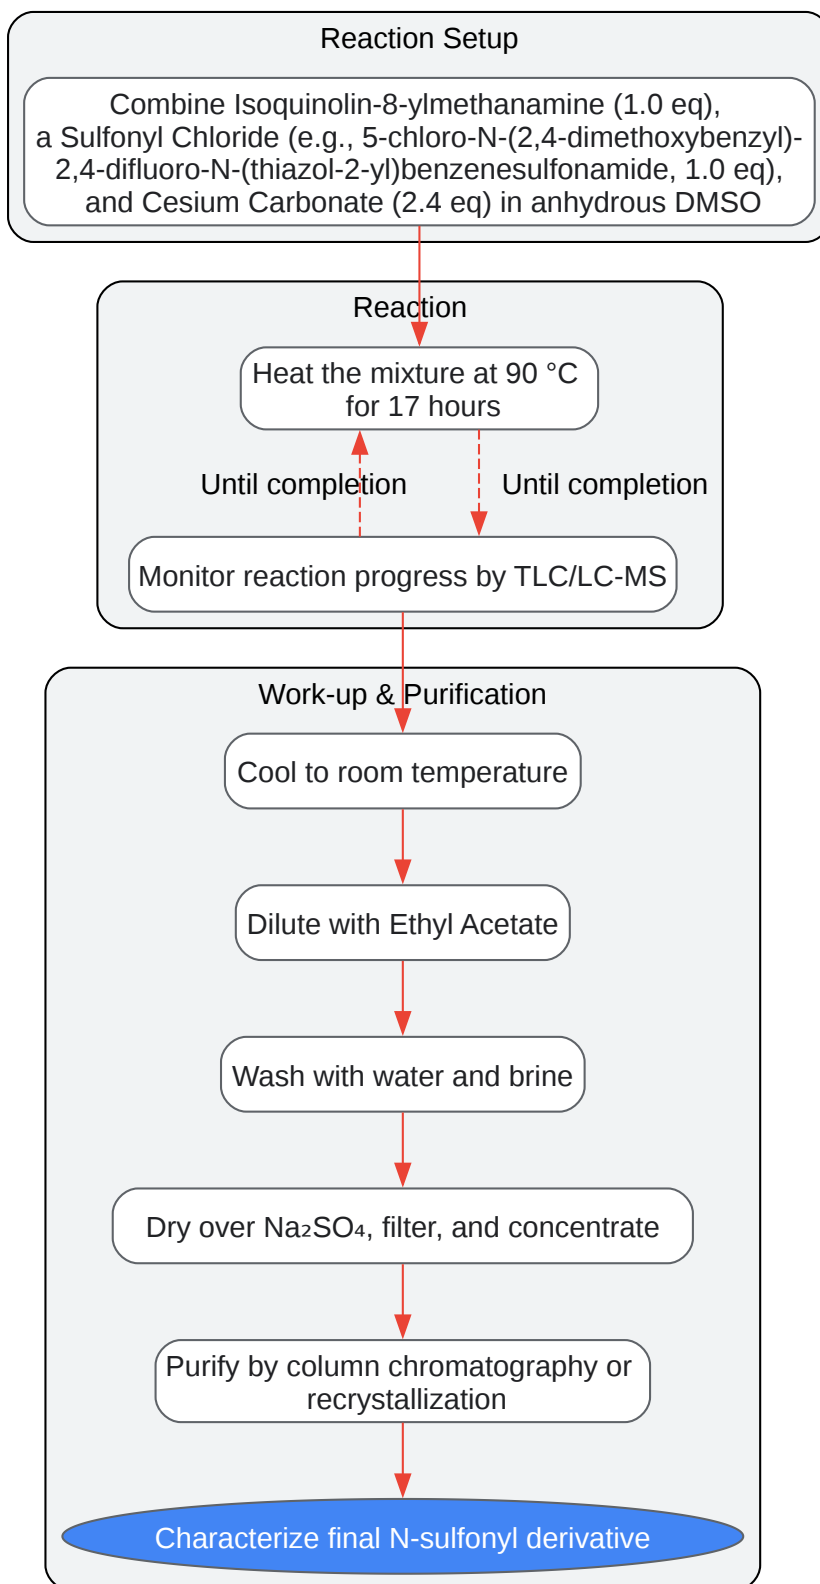 Reaction Setup
Combine Isoquinolin-8-ylmethanamine (1.0 eq),
a Sulfonyl Chloride (e.g., 5-chloro-N-(2,4-dimethoxybenzyl)-
2,4-difluoro-N-(thiazol-2-yl)benzenesulfonamide, 1.0 eq),
and Cesium Carbonate (2.4 eq) in anhydrous DMSO
Reaction
Heat the mixture at 90 °C
for 17 hours
Until completion
Until completion
Monitor reaction progress by TLC/LC-MS
Work-up & Purification
Cool to room temperature
Dilute with Ethyl Acetate
Wash with water and brine
Dry over Na₂SO₄, filter, and concentrate
Purify by column chromatography or
recrystallization
Characterize final N-sulfonyl derivative